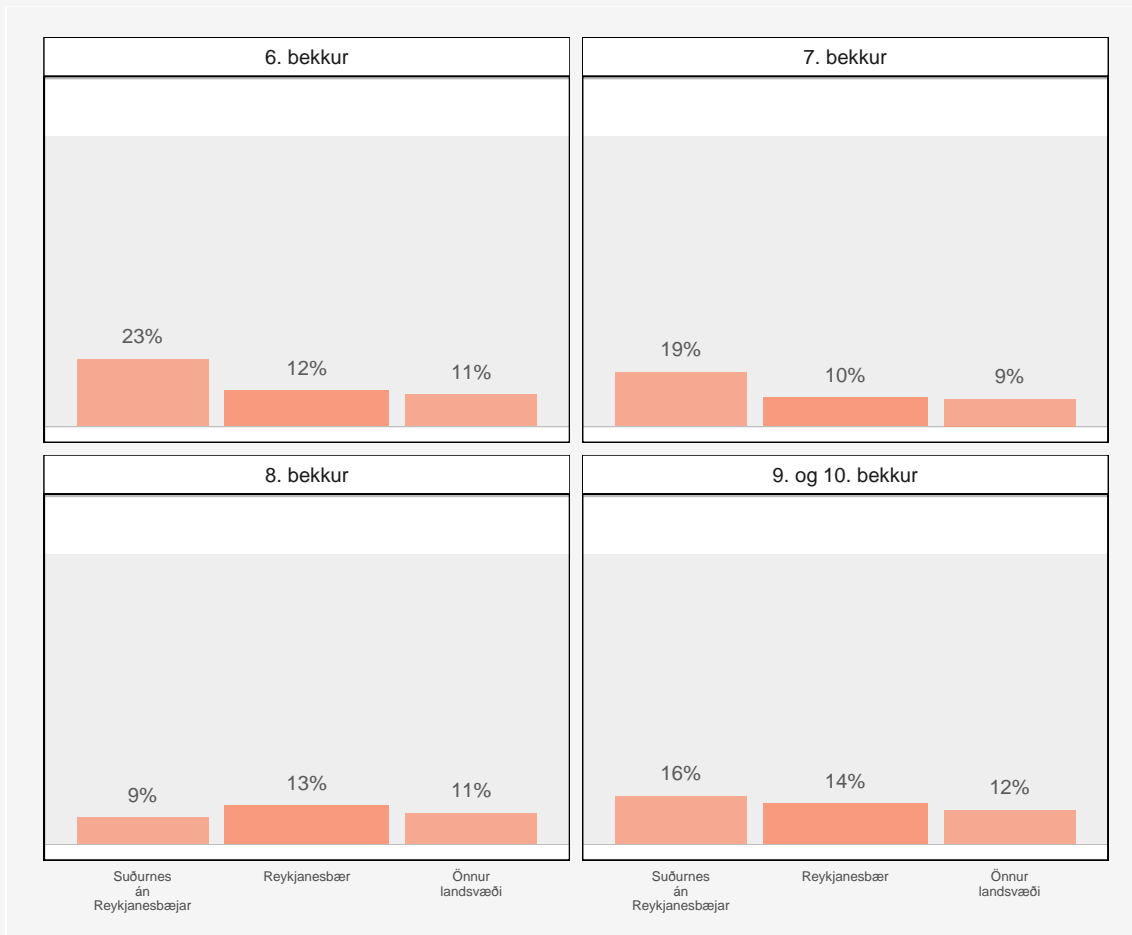 6. bekkur
7. bekkur
23%
12%
11%
19%
10%
9%
8. bekkur
9. og 10. bekkur
9%
13%
11%
16%
14%
12%
Suðurnes
án
Reykjanesbæjar
Reykjanesbær
Önnur
landsvæði
Suðurnes
án
Reykjanesbæjar
Reykjanesbær
Önnur
landsvæði